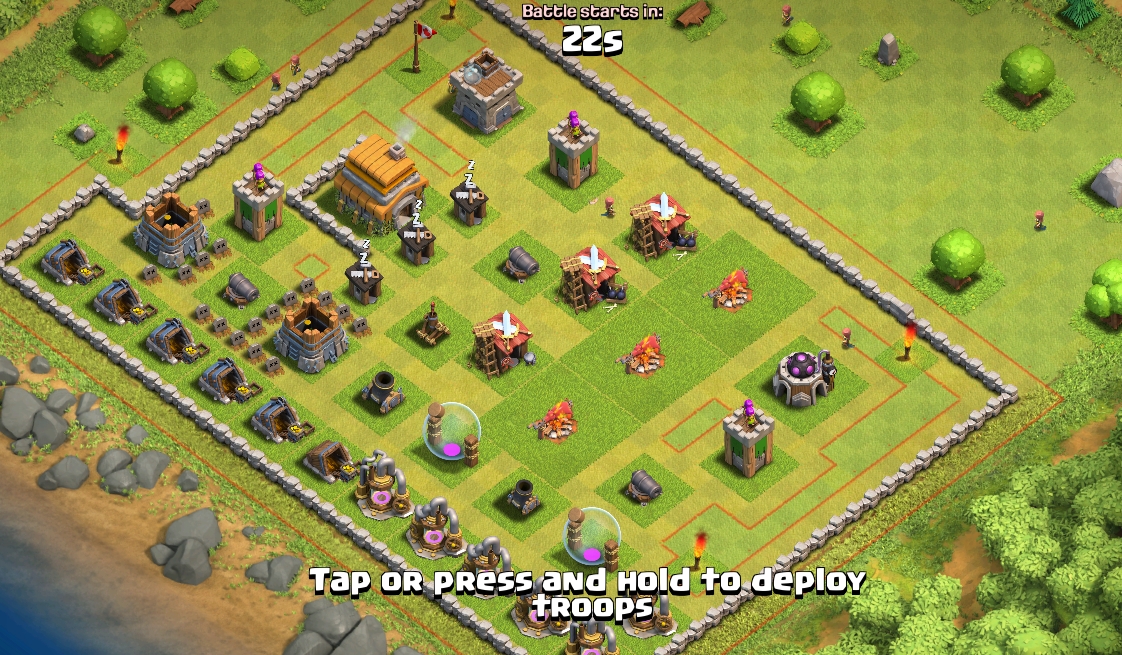 Battle starts in:
22s
z
z
z
z
z
z
Tap or press and hold to deploy
troops